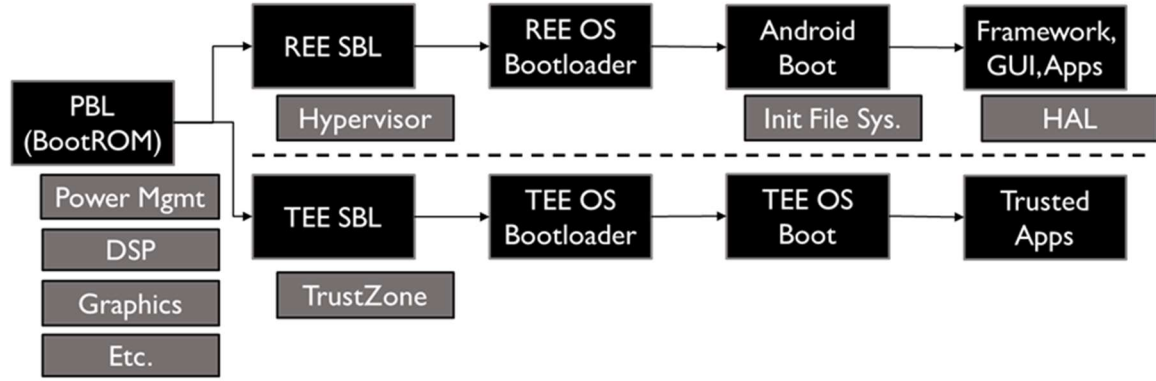 REE SBL
REE OS
Bootloader
Android
Boot
Framework,
GUI, Apps
PBL
(BootROM)
Hypervisor
Init File Sys.
HAL
Power Mgmt
DSP
Graphics
Etc.
TEE SBL
TEE OS
Bootloader
TEE OS
Boot
Trusted
Apps
TrustZone